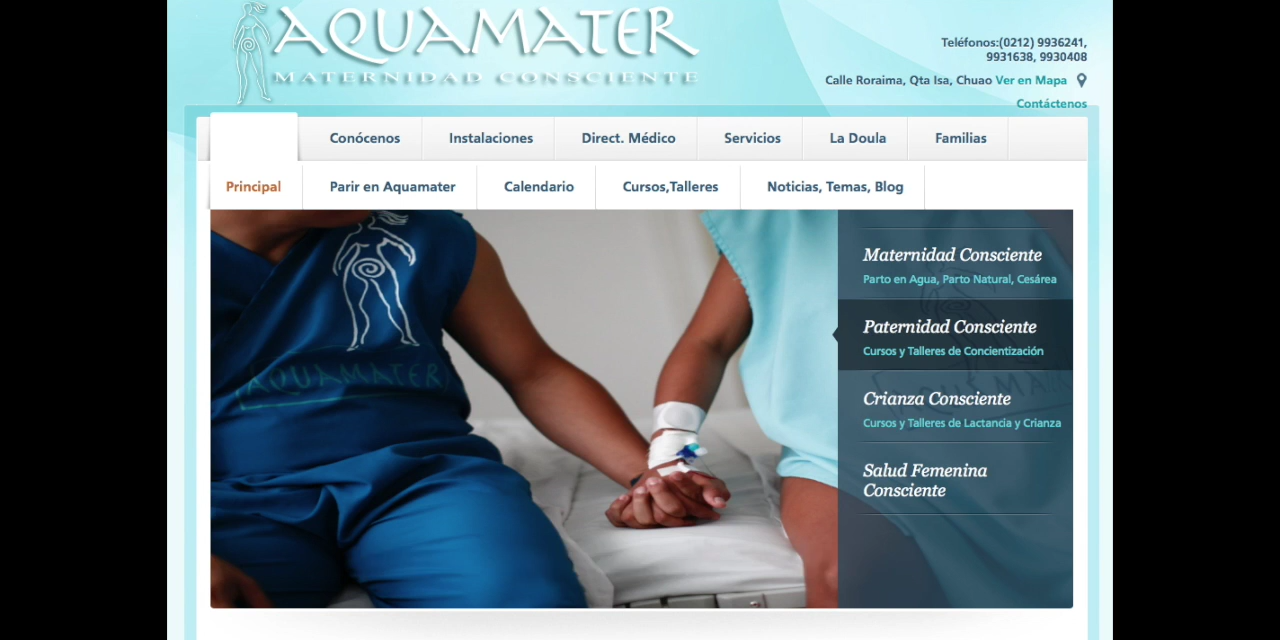 AQUAMATER
MATERNIDAD CONSCIENTE
Teléfonos:(0212) 9936241,
9931638, 9930408
Calle Roraima, Qta Isa, Chuao Ver en Mapa
Contáctenos
Conócenos Instalaciones Direct. Médico Servicios La Doula Familias
Principal Parir en Aquamater Calendario Cursos,Talleres Noticias, Temas, Blog
AQUAMATER
Maternidad Consciente
Parto en Agua, Parto Natural, Cesárea
Paternidad Consciente
Cursos y Talleres de Concientización
Crianza Consciente
Cursos y Talleres de Lactancia y Crianza
Salud Femenina
Consciente